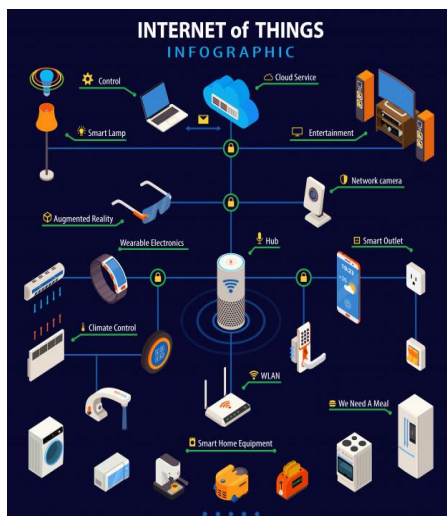 INTERNET of THINGS
INFOGRAPHIC
Control
Cloud Service
Smart Lamp
Entertainment
Network camera
Augmented Reality
Wearable Electronics
Hub
Smart Outlet
Climate Control
WLAN
We Need A Meal
Smart Home Equipment